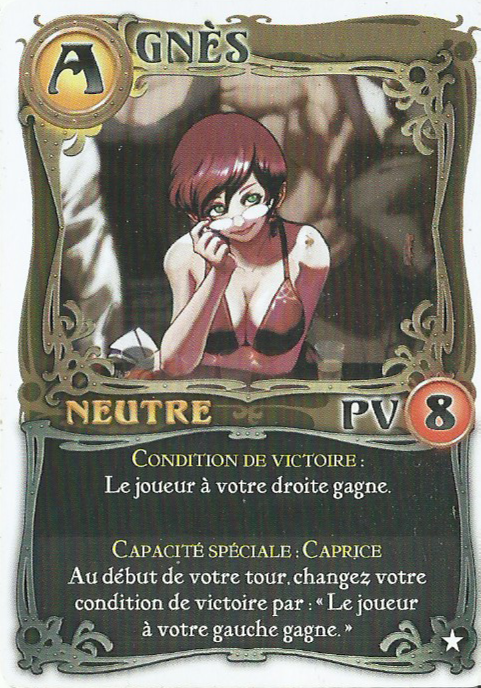 AGNÈS
NEUTRE PV 8
CONDITION DE VICTOIRE :
Le joueur à votre droite gagne.
CAPACITÉ SPÉCIALE : CAPRICE
Au début de votre tour, changez votre
condition de victoire par : « Le joueur
à votre gauche gagne. »